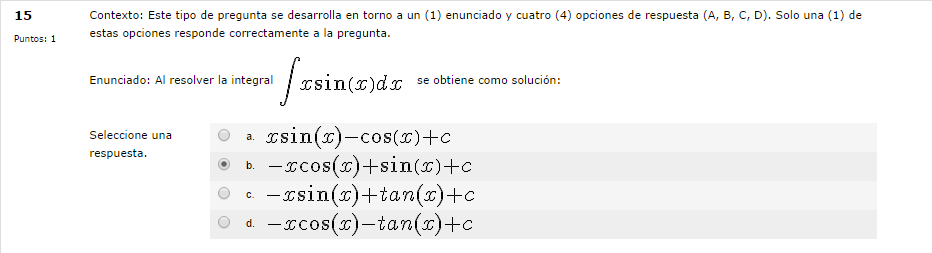 15
Puntos: 1
Contexto: Este tipo de pregunta se desarrolla en torno a un (1) enunciado y cuatro (4) opciones de respuesta (A, B, C, D). Solo una (1) de
estas opciones responde correctamente a la pregunta.
Enunciado: Al resolver la integral ∫xsin(x)dx se obtiene como solución:
Seleccione una
respuesta.
a. xsin(x)−cos(x)+c
b. −xcos(x)+sin(x)+c
c. −xsin(x)+tan(x)+c
d. −xcos(x)−tan(x)+c